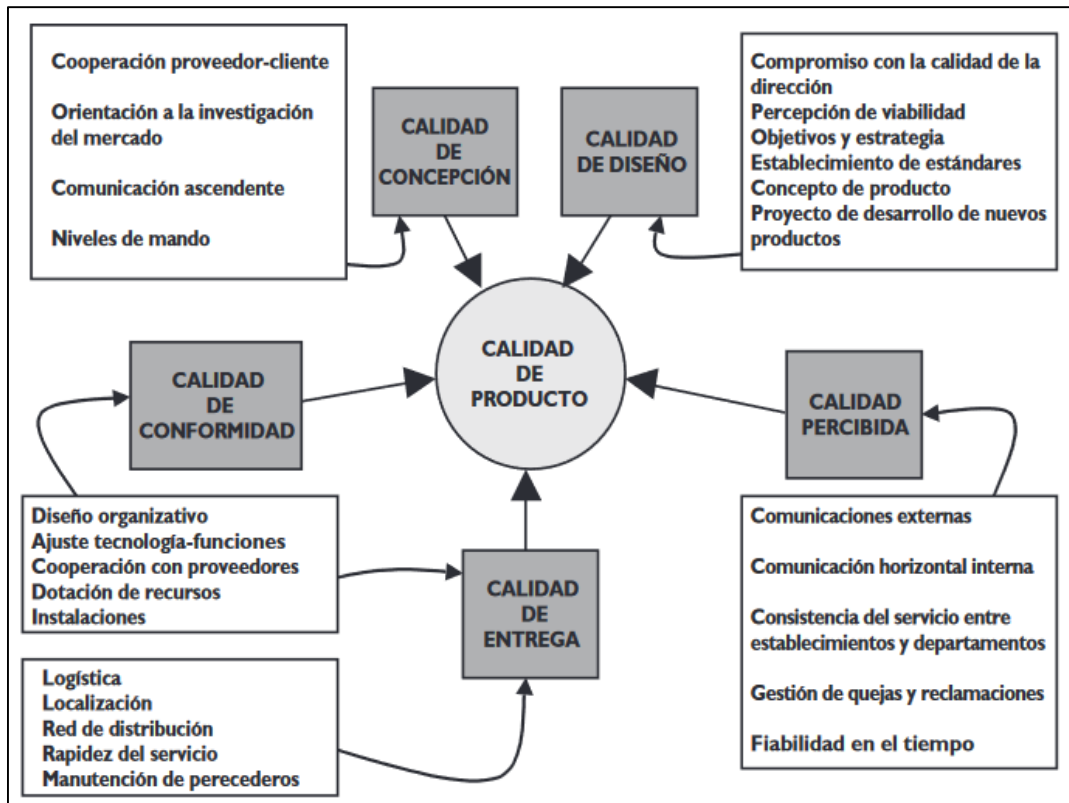 Cooperación proveedor-cliente
Orientación a la investigación
del mercado
Comunicación ascendente
Niveles de mando
CALIDAD
DE
CONCEPCIÓN
CALIDAD
DE DISEÑO
Compromiso con la calidad de la
dirección
Percepción de viabilidad
Objetivos y estrategia
Establecimiento de estándares
Concepto de producto
Proyecto de desarrollo de nuevos
productos
CALIDAD
DE
CONFORMIDAD
CALIDAD
DE
PRODUCTO
CALIDAD
PERCIBIDA
Diseño organizativo
Ajuste tecnología-funciones
Cooperación con proveedores
Dotación de recursos
Instalaciones
CALIDAD
DE
ENTREGA
Comunicaciones externas
Comunicación horizontal interna
Consistencia del servicio entre
establecimientos y departamentos
Gestión de quejas y reclamaciones
Fiabilidad en el tiempo
Logística
Localización
Red de distribución
Rapidez del servicio
Manutención de perecederos